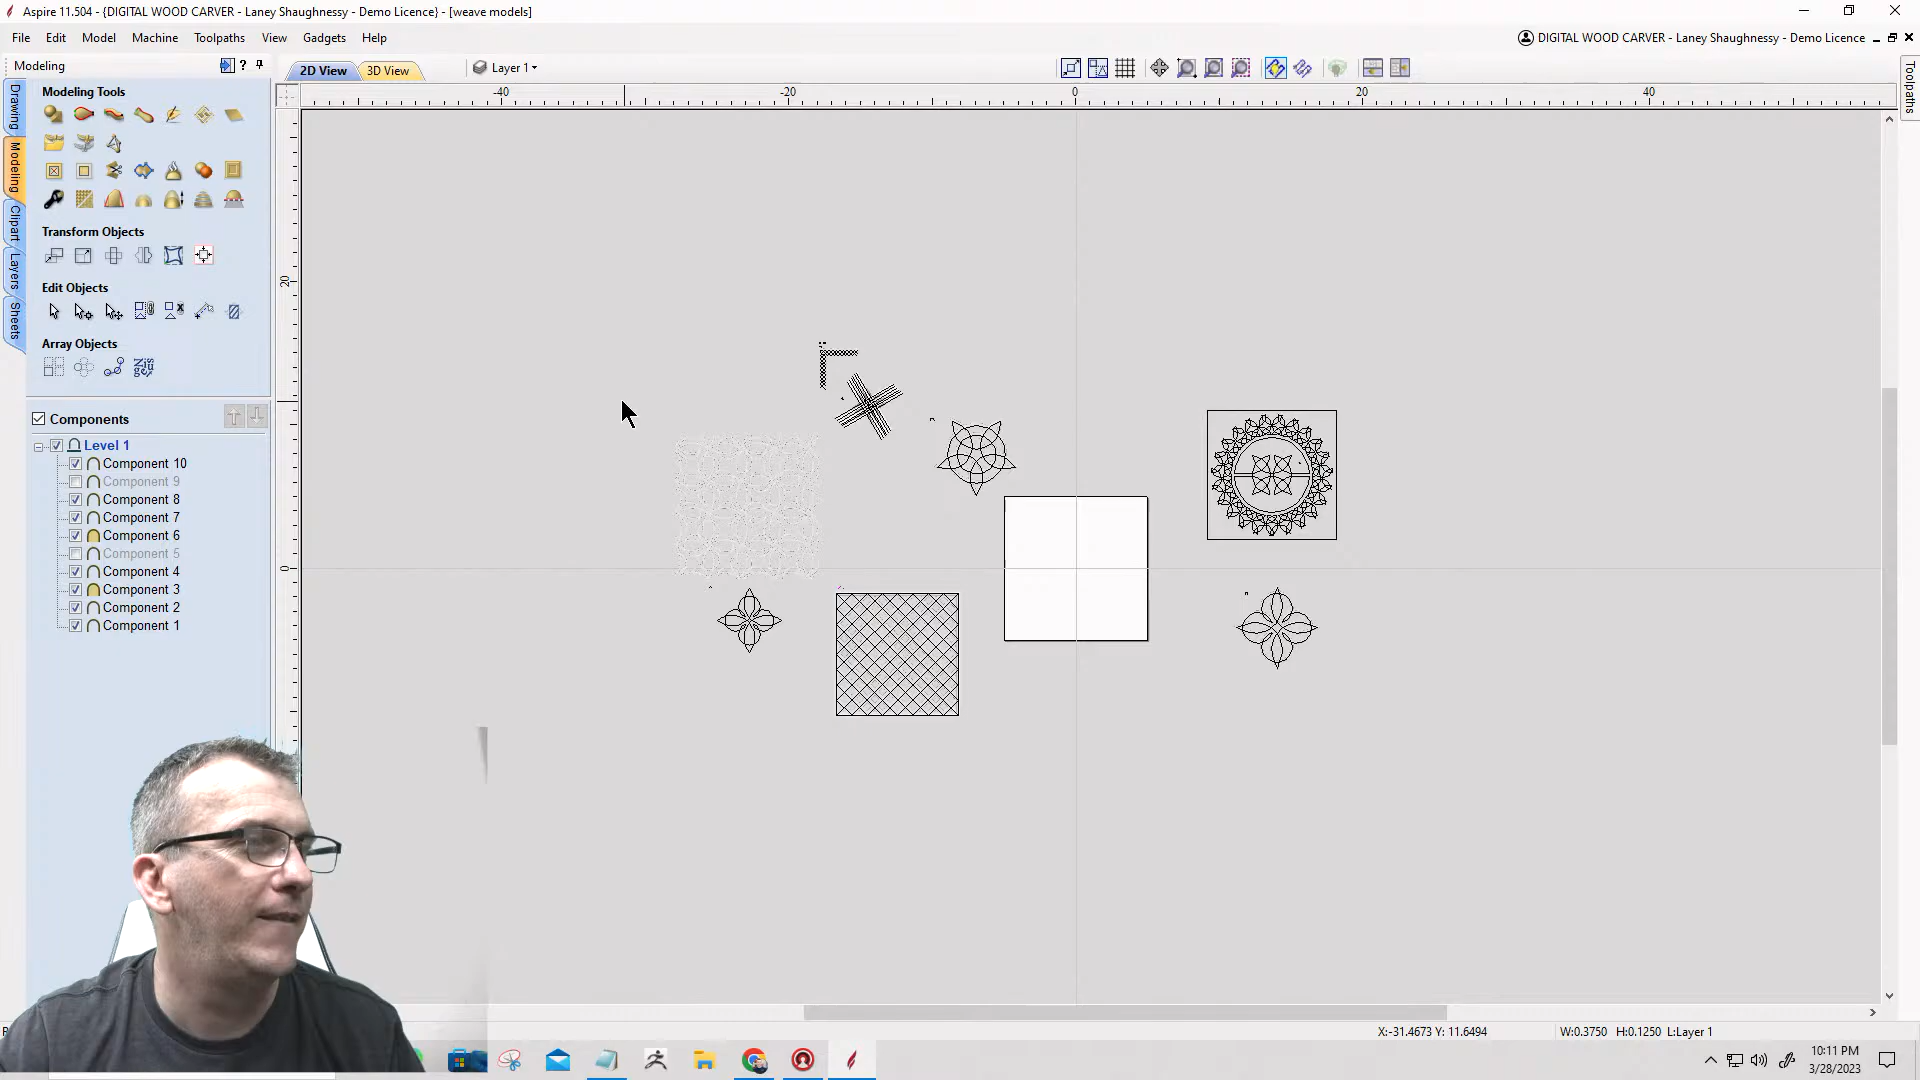 Aspire 11.504 - {DIGITAL WOOD CARVER - Laney Shaughnessy - Demo Licence} - [weave models]
File Edit Model Machine Toolpaths View Gadgets Help
DIGITAL WOOD CARVER - Laney Shaughnessy - Demo Licence
Modeling
?
2D View
3D View
Layer 1
Toolpaths
Drawing
Modeling
Clipart
Layers
Sheets
Modeling Tools
Transform Objects
Edit Objects
Array Objects
Components
Level 1
Component 10
Component 9
Component 8
Component 7
Component 6
Component 5
Component 4
Component 3
Component 2
Component 1
-40 -20 0 20 40
20
0
X:-31.4673 Y: 11.6494
W:0.3750 H:0.1250 L:Layer 1
10:11 PM
3/28/2023